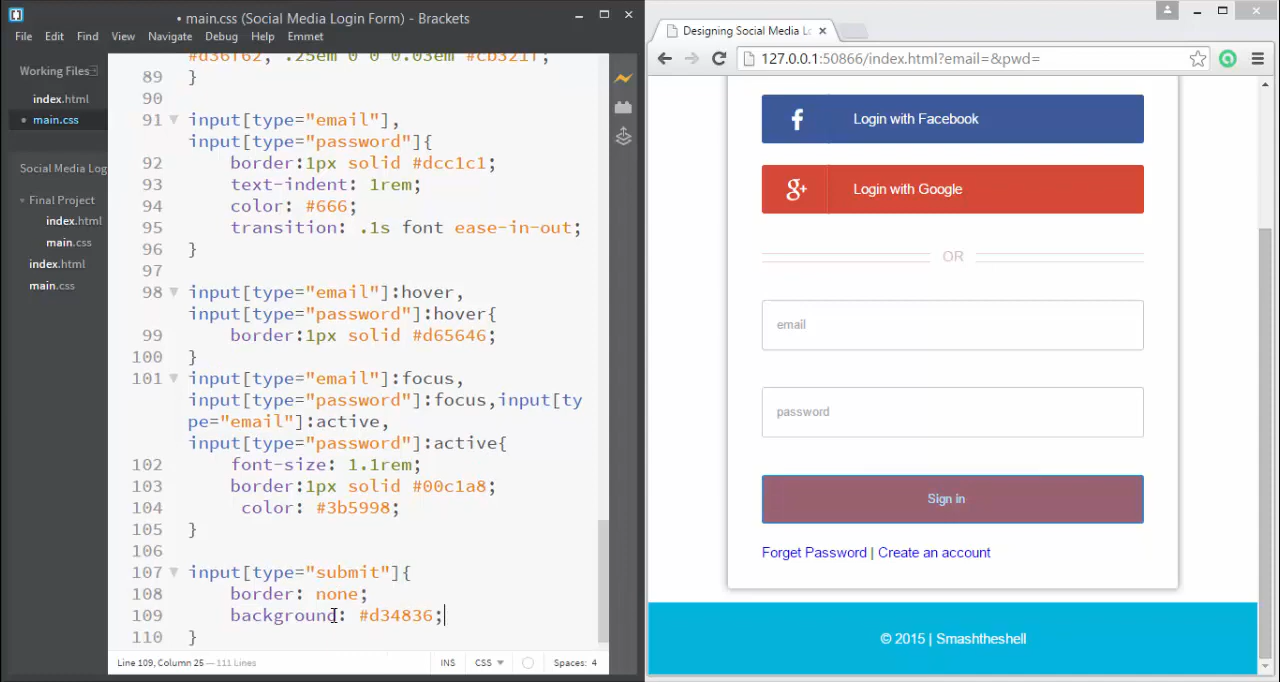 main.css (Social Media Login Form) - Brackets
File Edit Find View Navigate Debug Help Emmet
Working Files
index.html
main.css
Social Media Log
Final Project
index.html
main.css
index.html
main.css
#d36f62, .25em 0 0 0.03em #cb321f;
89 }
90
91 input[type="email"],
input[type="password"]{
92 border:1px solid #dcc1c1;
93 text-indent: 1rem;
94 color: #666;
95 transition: .1s font ease-in-out;
96 }
97
98 input[type="email"]:hover,
input[type="password"]:hover{
99 border:1px solid #d65646;
100 }
101 input[type="email"]:focus,
input[type="password"]:focus,input[ty
pe="email"]:active,
input[type="password"]:active{
102 font-size: 1.1rem;
103 border:1px solid #00c1a8;
104 color: #3b5998;
105 }
106
107 input[type="submit"]{
108 border: none;
109 background: #d34836;
110 }
Line 109, Column 25 — 111 Lines
INS CSS Spaces: 4
Designing Social Media Lo
127.0.0.1:50866/index.html?email=&pwd=
f Login with Facebook
g+ Login with Google
OR
email
password
Sign in
Forget Password | Create an account
© 2015 | Smashtheshell